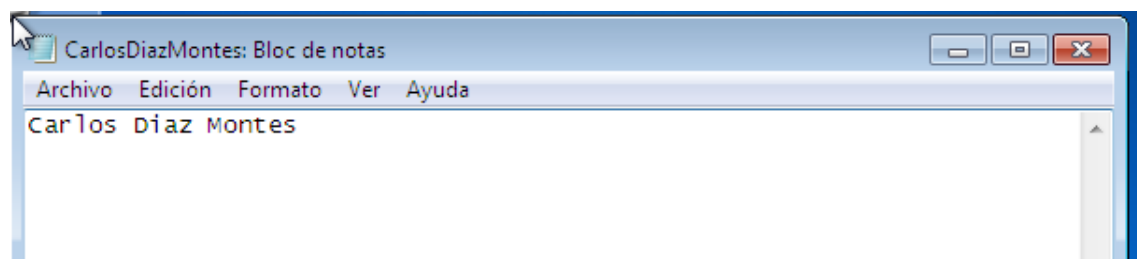 CarlosDiazMontes: Bloc de notas
Archivo Edición Formato Ver Ayuda
Carlos Diaz Montes